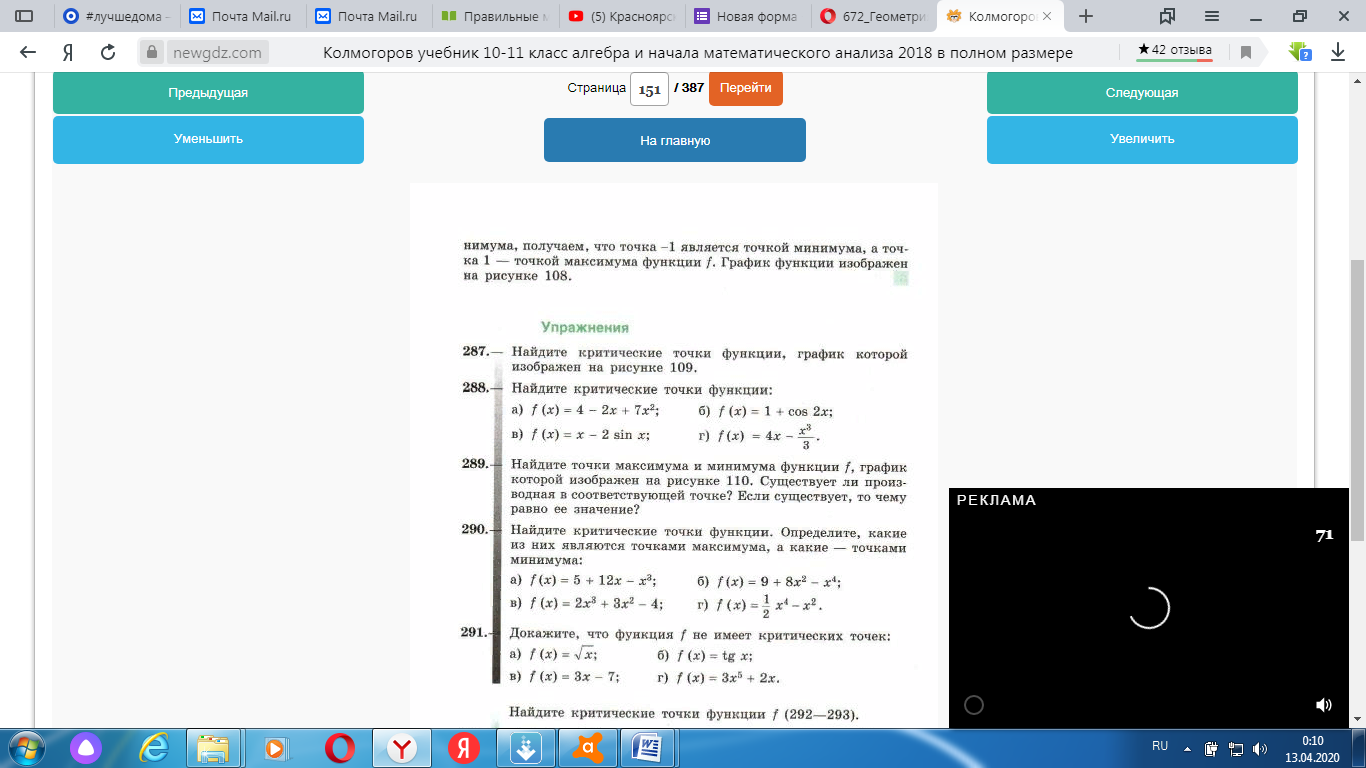 #лучшедома –
Почта Mail.ru
Почта Mail.ru
Правильные м
(5) Красноярс
Новая форма
672_Геометри
Колмогоро
newgdz.com
Колмогоров учебник 10-11 класс алгебра и начала математического анализа 2018 в полном размере
★42 отзыва
Предыдущая
Страница 151 / 387 Перейти
Следующая
Уменьшить
На главную
Увеличить
нимума, получаем, что точка –1 является точкой минимума, а точ-
ка 1 — точкой максимума функции f. График функции изображен
на рисунке 108.
Упражнения
287.— Найдите критические точки функции, график которой
изображен на рисунке 109.
288.— Найдите критические точки функции:
а) f (x) = 4 – 2x + 7x²; б) f (x) = 1 + cos 2x;
в) f (x) = x – 2 sin x; г) f (x) = 4x – x³/3.
289.— Найдите точки максимума и минимума функции f, график
которой изображен на рисунке 110. Существует ли произ-
водная в соответствующей точке? Если существует, то чему
равно ее значение?
290.— Найдите критические точки функции. Определите, какие
из них являются точками максимума, а какие — точками
минимума:
а) f (x) = 5 + 12x – x³; б) f (x) = 9 + 8x² – x⁴;
в) f (x) = 2x³ + 3x² – 4; г) f (x) = 1/2 x⁴ – x².
291.— Докажите, что функция f не имеет критических точек:
а) f (x) = √x; б) f (x) = tg x;
в) f (x) = 3x – 7; г) f (x) = 3x⁵ + 2x.
Найдите критические точки функции f (292—293).
РЕКЛАМА
71
RU
0:10
13.04.2020